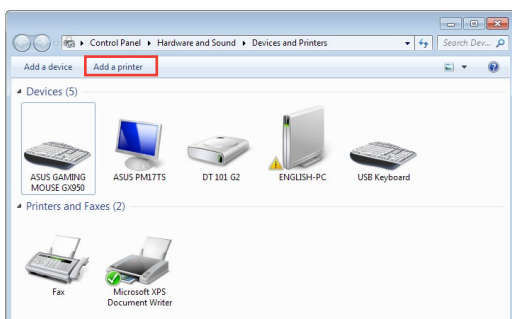 Control Panel Hardware and Sound Devices and Printers
Search Dev...
Add a device Add a printer
Devices (5)
ASUS GAMING MOUSE GX950
ASUS PM17TS
DT 101 G2
ENGLISH-PC
USB Keyboard
Printers and Faxes (2)
Fax
Microsoft XPS Document Writer